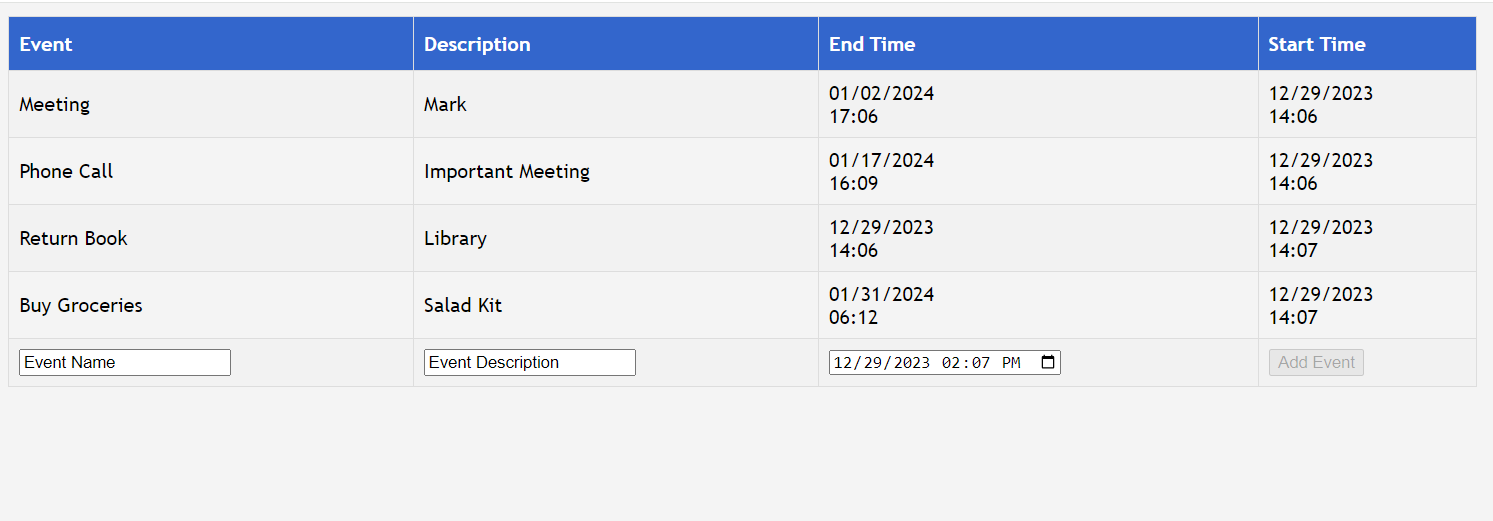 Event Description End Time Start Time
Meeting Mark 01/02/2024 12/29/2023
17:06 14:06
Phone Call Important Meeting 01/17/2024 12/29/2023
16:09 14:06
Return Book Library 12/29/2023 12/29/2023
14:06 14:07
Buy Groceries Salad Kit 01/31/2024 12/29/2023
06:12 14:07
Event Name Event Description 12/29/2023 02:07 PM Add Event